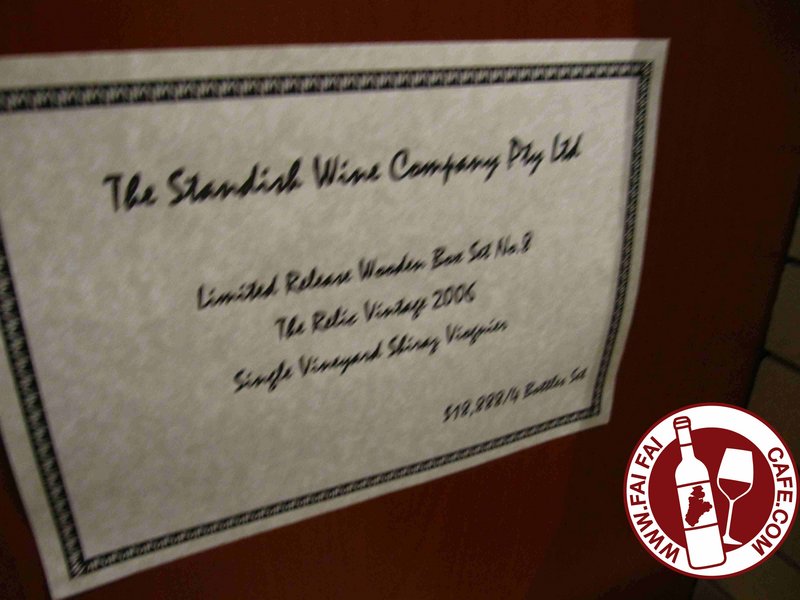 The Standish Wine Company Pty Ltd
Limited Release Wooden Box Set No.8
The Relic Vintage 2006
Single Vineyard Shiraz Viognier
$18,888/4 Bottles Set
WWW.FAI FAI CAFE.COM